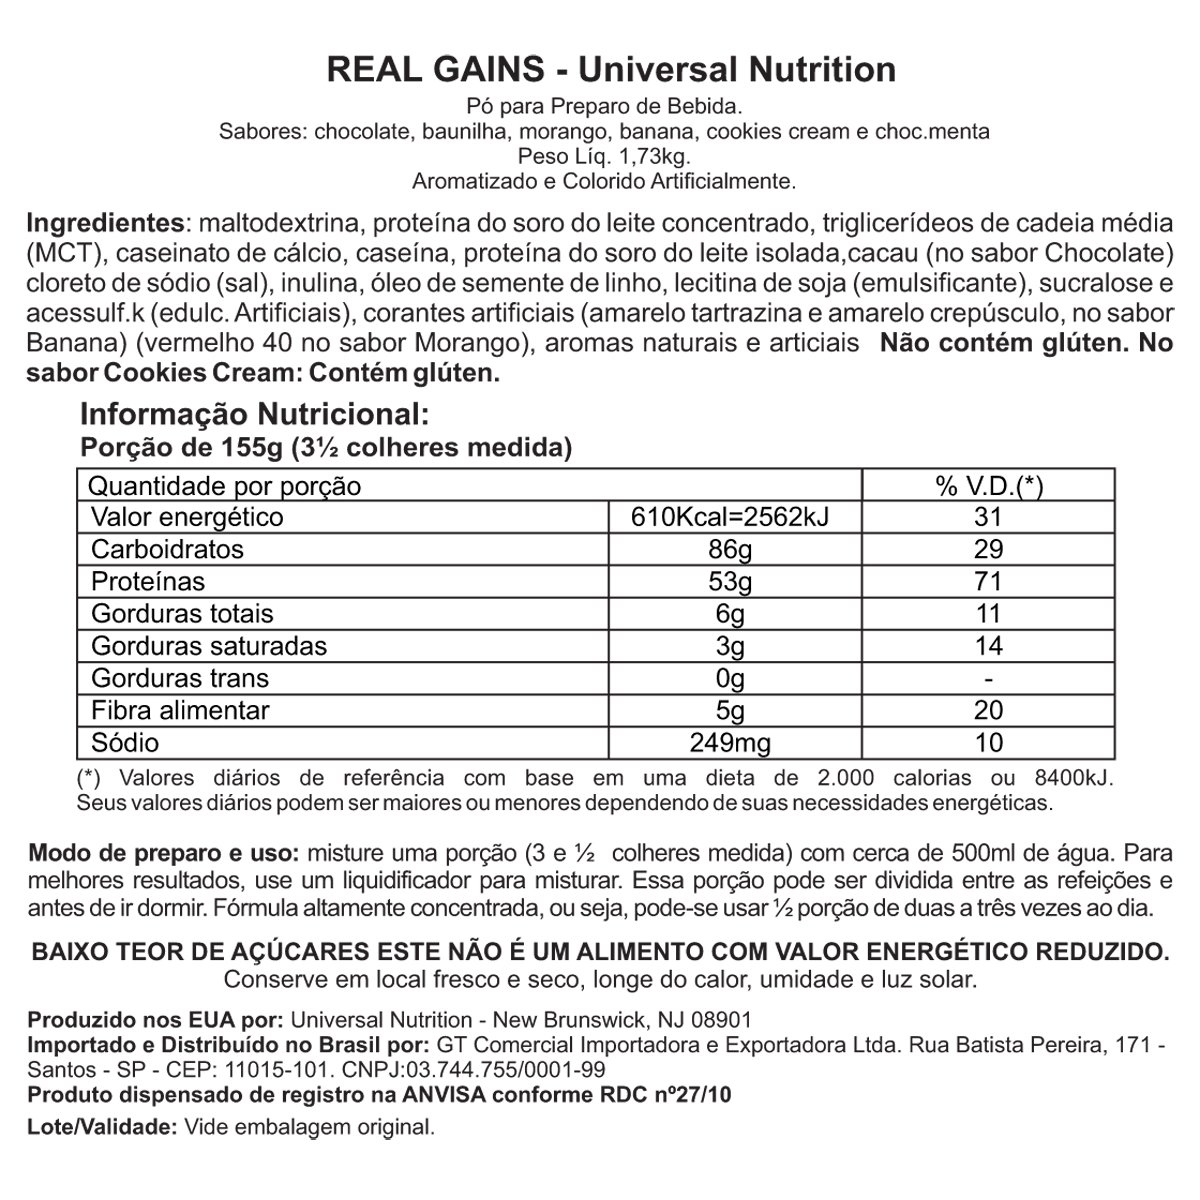 REAL GAINS - Universal Nutrition
Pó para Preparo de Bebida.
Sabores: chocolate, baunilha, morango, banana, cookies cream e choc.menta
Peso Líq. 1,73kg.
Aromatizado e Colorido Artificialmente.
Ingredientes: maltodextrina, proteína do soro do leite concentrado, triglicerídeos de cadeia média
(MCT), caseinato de cálcio, caseína, proteína do soro do leite isolada,cacau (no sabor Chocolate)
cloreto de sódio (sal), inulina, óleo de semente de linho, lecitina de soja (emulsificante), sucralose e
acessulf.k (edulc. Artificiais), corantes artificiais (amarelo tartrazina e amarelo crepúsculo, no sabor
Banana) (vermelho 40 no sabor Morango), aromas naturais e articiais Não contém glúten. No
sabor Cookies Cream: Contém glúten.
Informação Nutricional:
Porção de 155g (3½ colheres medida)
Quantidade por porção % V.D.(*)
Valor energético 610Kcal=2562kJ 31
Carboidratos 86g 29
Proteínas 53g 71
Gorduras totais 6g 11
Gorduras saturadas 3g 14
Gorduras trans 0g -
Fibra alimentar 5g 20
Sódio 249mg 10
(*) Valores diários de referência com base em uma dieta de 2.000 calorias ou 8400kJ.
Seus valores diários podem ser maiores ou menores dependendo de suas necessidades energéticas.
Modo de preparo e uso: misture uma porção (3 e ½ colheres medida) com cerca de 500ml de água. Para
melhores resultados, use um liquidificador para misturar. Essa porção pode ser dividida entre as refeições e
antes de ir dormir. Fórmula altamente concentrada, ou seja, pode-se usar ½ porção de duas a três vezes ao dia.
BAIXO TEOR DE AÇÚCARES ESTE NÃO É UM ALIMENTO COM VALOR ENERGÉTICO REDUZIDO.
Conserve em local fresco e seco, longe do calor, umidade e luz solar.
Produzido nos EUA por: Universal Nutrition - New Brunswick, NJ 08901
Importado e Distribuído no Brasil por: GT Comercial Importadora e Exportadora Ltda. Rua Batista Pereira, 171 -
Santos - SP - CEP: 11015-101. CNPJ:03.744.755/0001-99
Produto dispensado de registro na ANVISA conforme RDC nº27/10
Lote/Validade: Vide embalagem original.